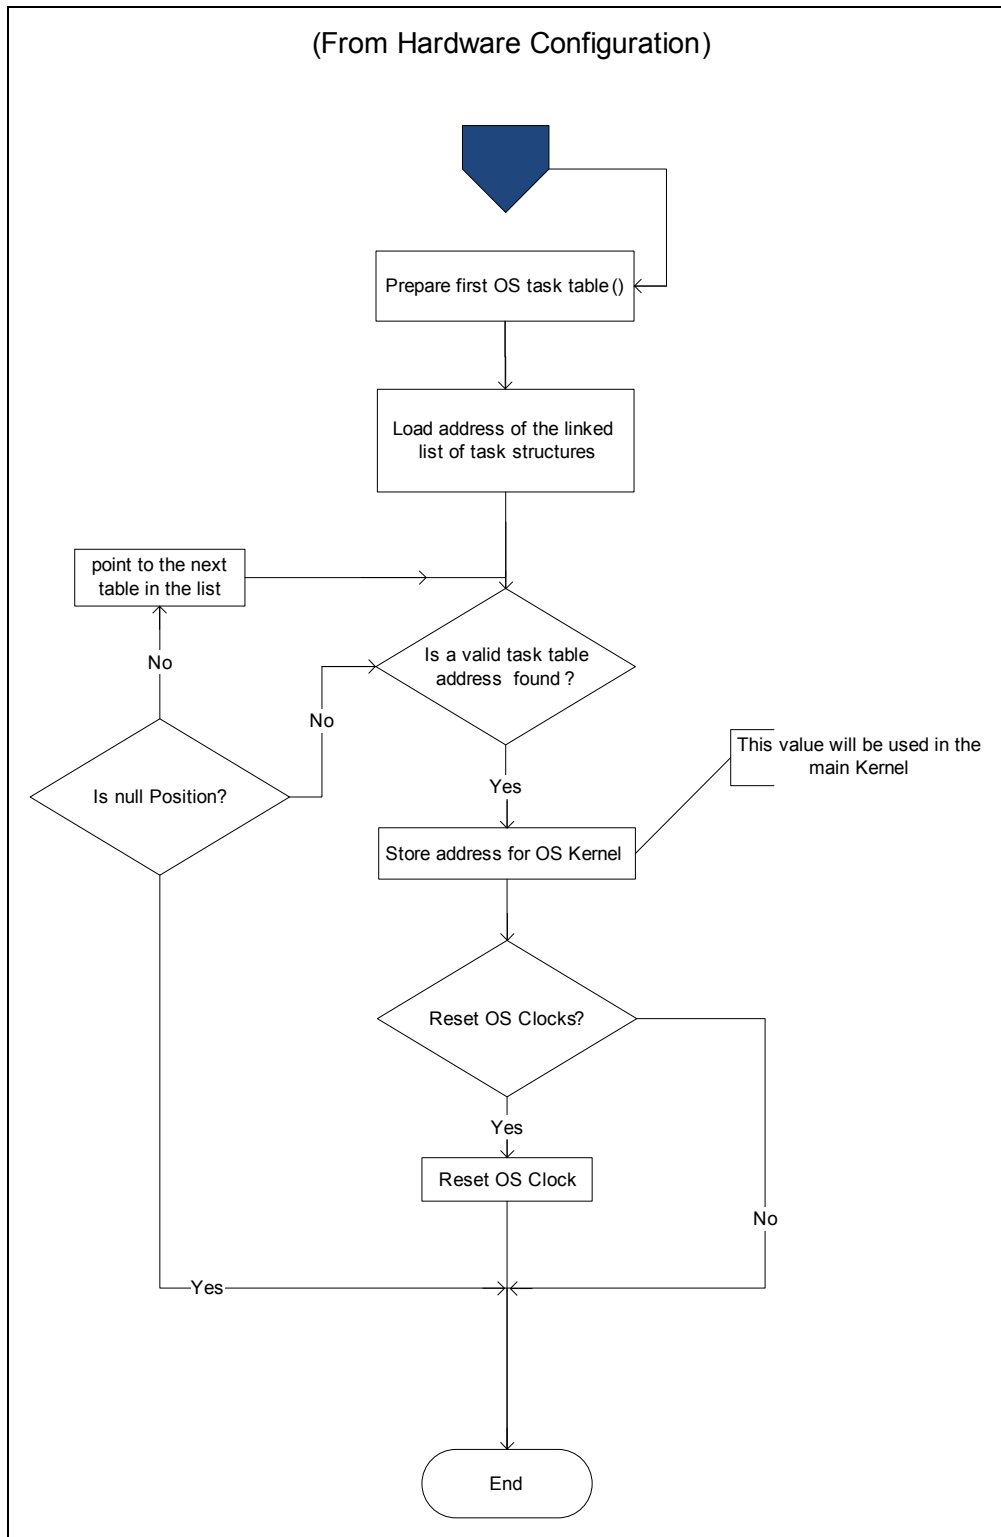 (From Hardware Configuration)
Prepare first OS task table()
Load address of the linked
list of task structures
point to the next
table in the list
No
Is a valid task table
address found?
No
Is null Position?
This value will be used in the
main Kernel
Yes
Store address for OS Kernel
Reset OS Clocks?
Yes
Reset OS Clock
No
Yes
End